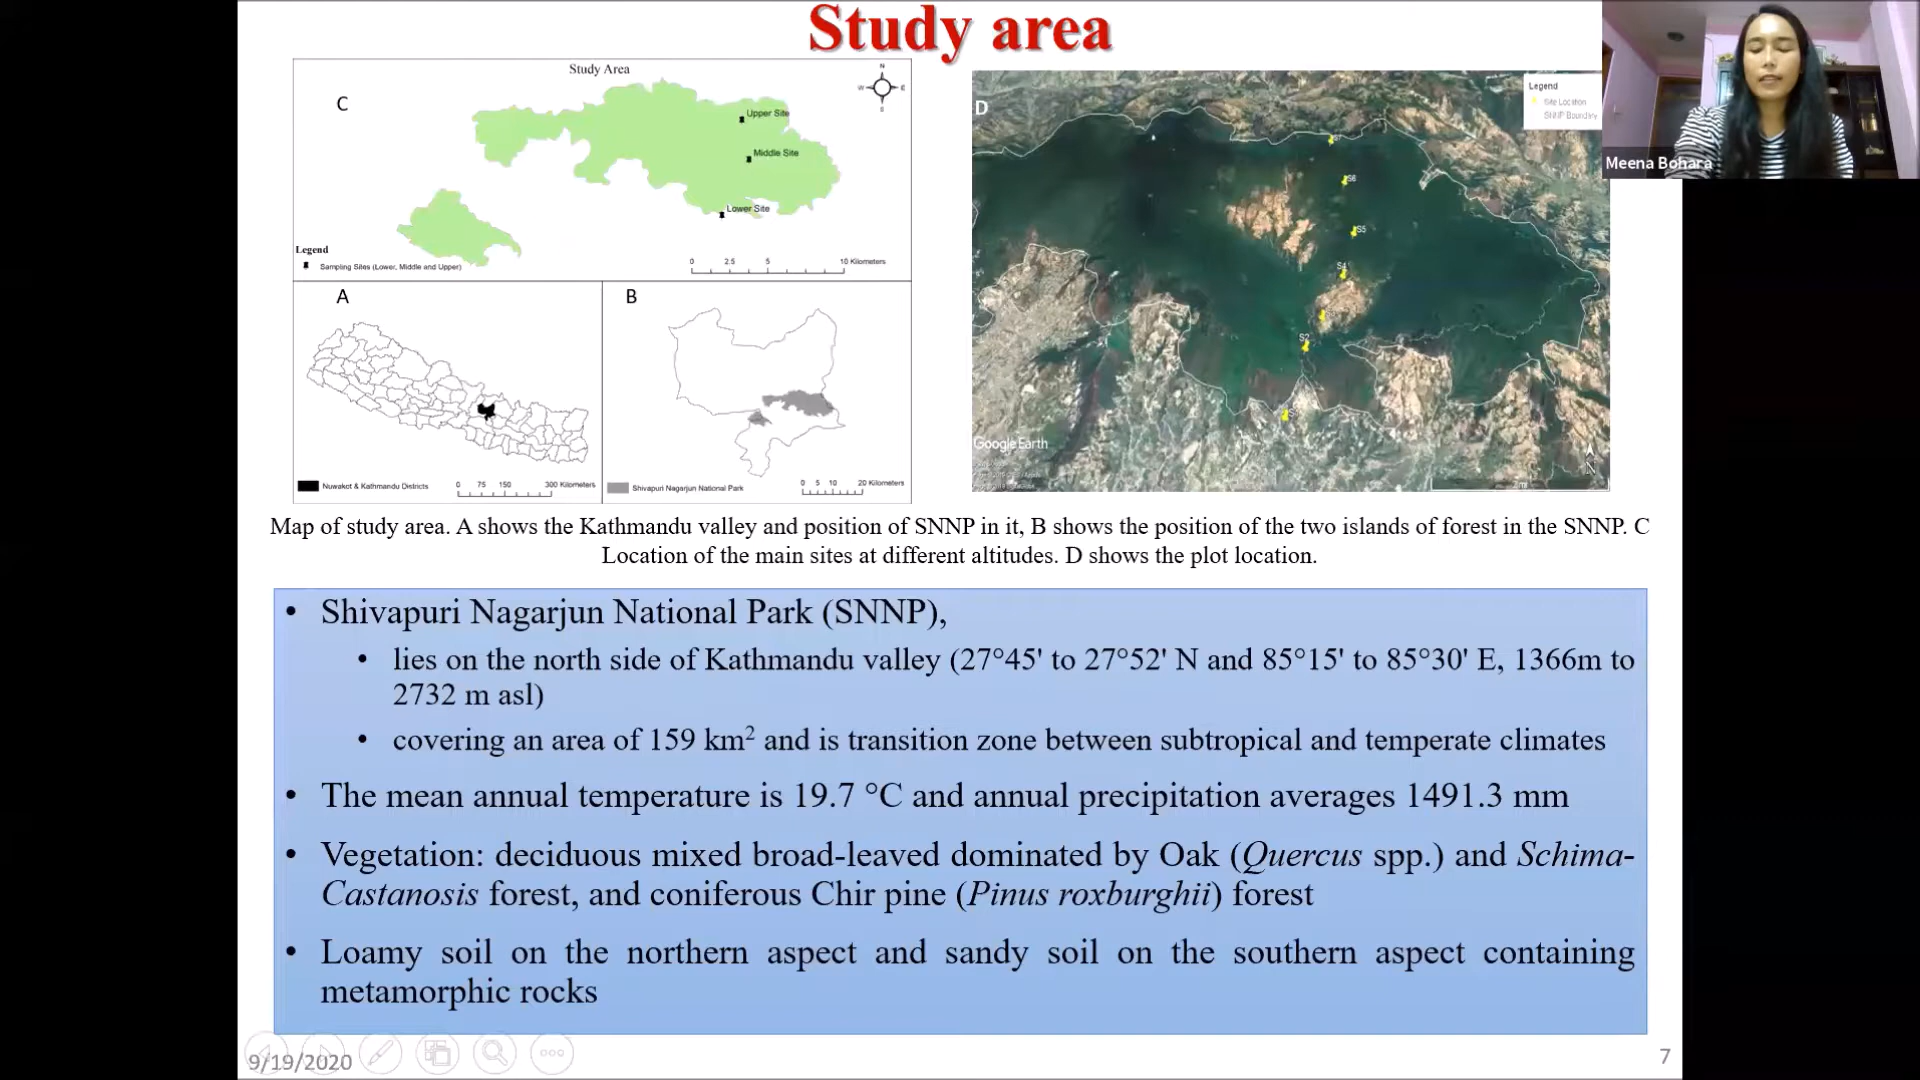 Study area
Study Area
N
W
E
S
C
Upper Site
Middle Site
Lower Site
Legend
Sampling Sites (Lower, Middle and Upper)
0 2.5 5 10 Kilometers
A
Nuwakot & Kathmandu Districts
0 75 150 300 Kilometers
B
Shivapuri Nagarjun National Park
0 5 10 20 Kilometers
D
Legend
Site Location
SNNP Boundary
S6
S5
S4
S2
Google Earth
N
Meena Bohara
Map of study area. A shows the Kathmandu valley and position of SNNP in it, B shows the position of the two islands of forest in the SNNP. C
Location of the main sites at different altitudes. D shows the plot location.
• Shivapuri Nagarjun National Park (SNNP),
• lies on the north side of Kathmandu valley (27°45' to 27°52' N and 85°15' to 85°30' E, 1366m to
2732 m asl)
• covering an area of 159 km² and is transition zone between subtropical and temperate climates
• The mean annual temperature is 19.7 °C and annual precipitation averages 1491.3 mm
• Vegetation: deciduous mixed broad-leaved dominated by Oak (Quercus spp.) and Schima-
Castanosis forest, and coniferous Chir pine (Pinus roxburghii) forest
• Loamy soil on the northern aspect and sandy soil on the southern aspect containing
metamorphic rocks
9/19/2020
7